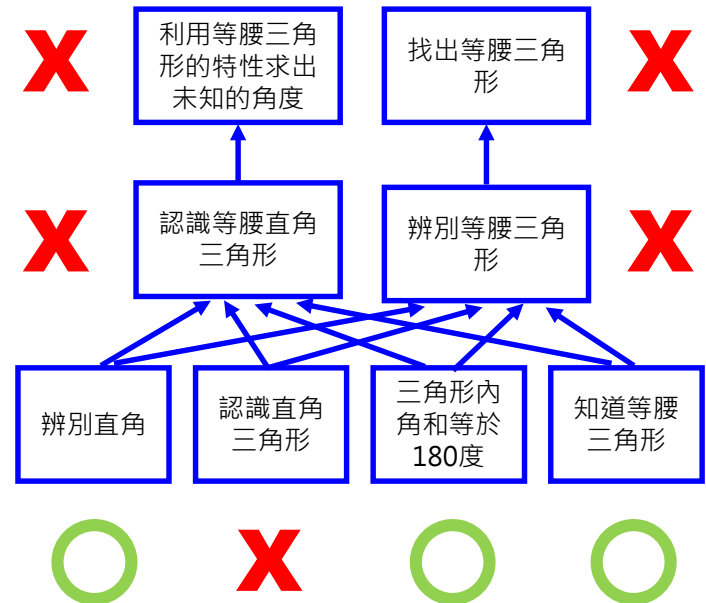 X
利用等腰三角
形的特性求出
未知的角度
找出等腰三角
形
X
X
認識等腰直角
三角形
辨別等腰三角
形
X
辨別直角
認識直角
三角形
三角形內
角和等於
180度
知道等腰
三角形
X